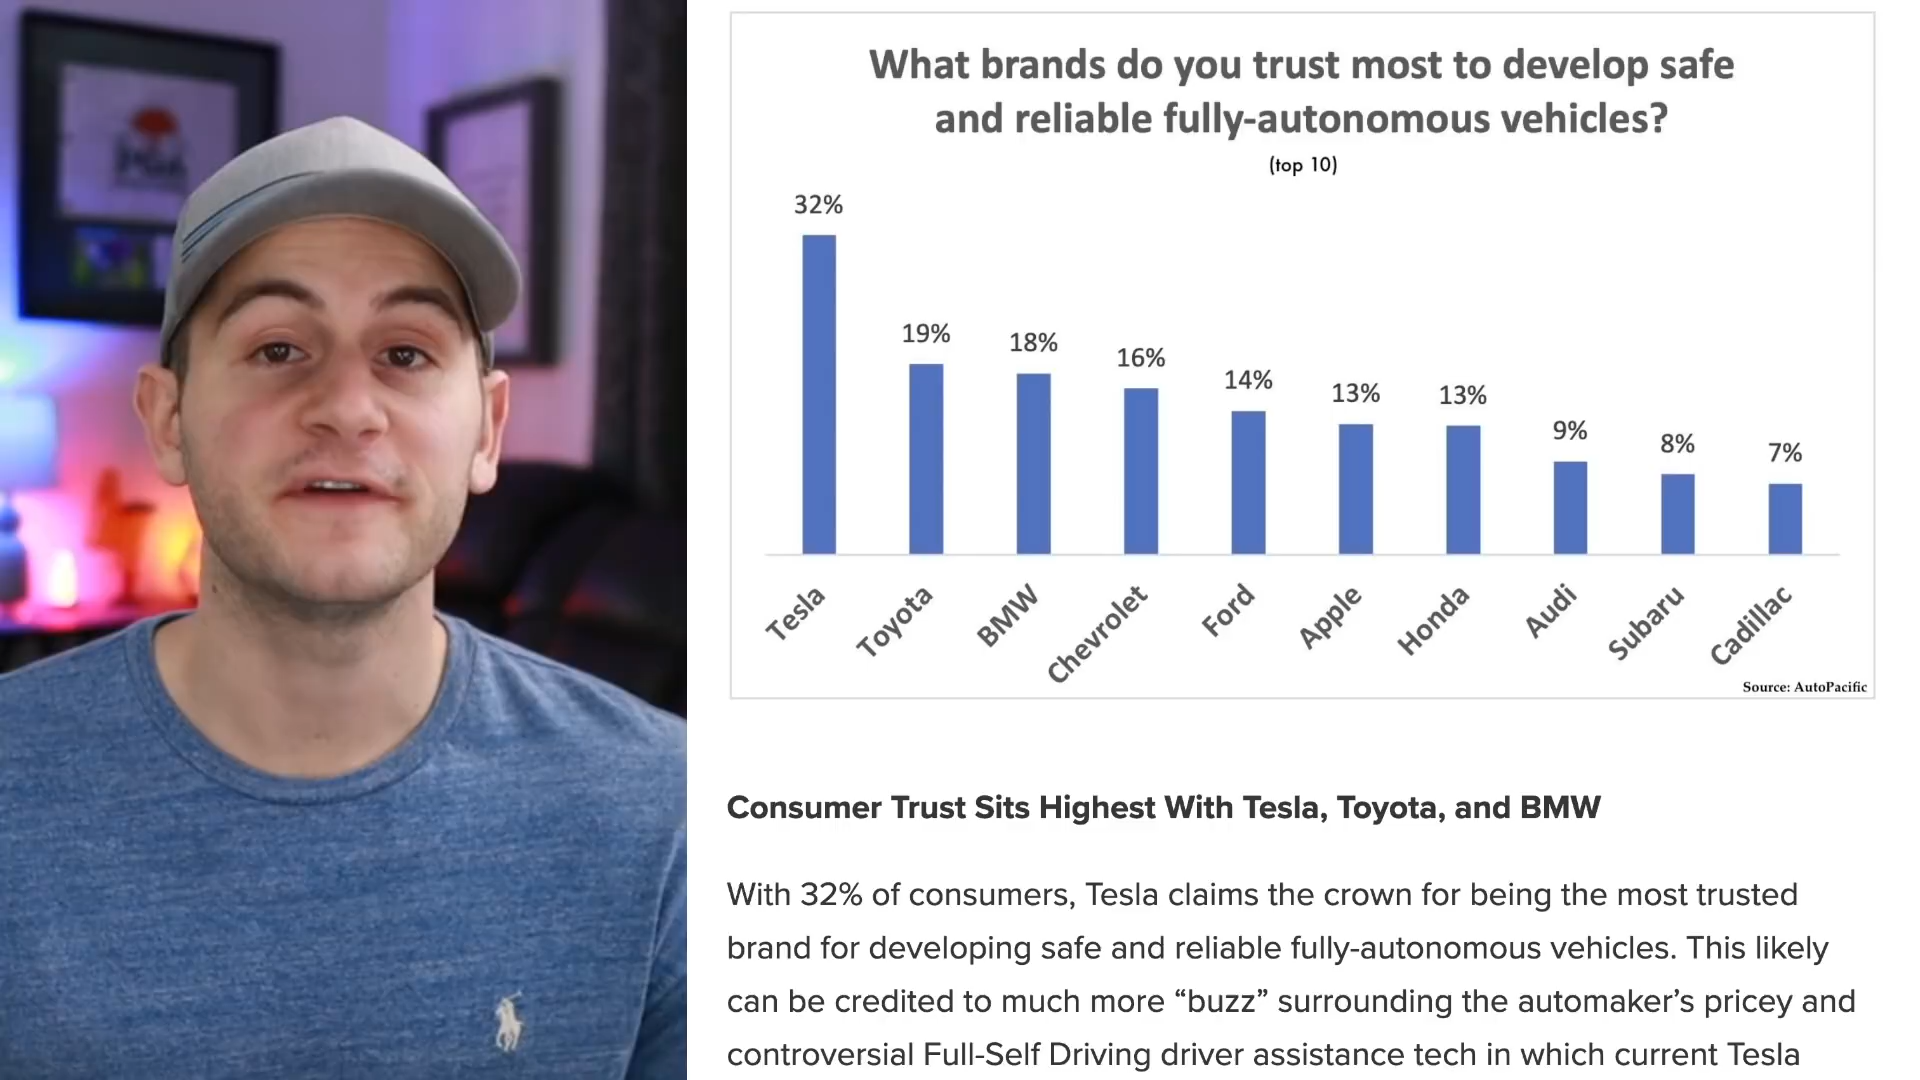 What brands do you trust most to develop safe
and reliable fully-autonomous vehicles?
(top 10)
32%
19%
18%
16%
14%
13%
13%
9%
8%
7%
Tesla
Toyota
BMW
Chevrolet
Ford
Apple
Honda
Audi
Subaru
Cadillac
Source: AutoPacific
Consumer Trust Sits Highest With Tesla, Toyota, and BMW
With 32% of consumers, Tesla claims the crown for being the most trusted
brand for developing safe and reliable fully-autonomous vehicles. This likely
can be credited to much more “buzz” surrounding the automaker’s pricey and
controversial Full-Self Driving driver assistance tech in which current Tesla